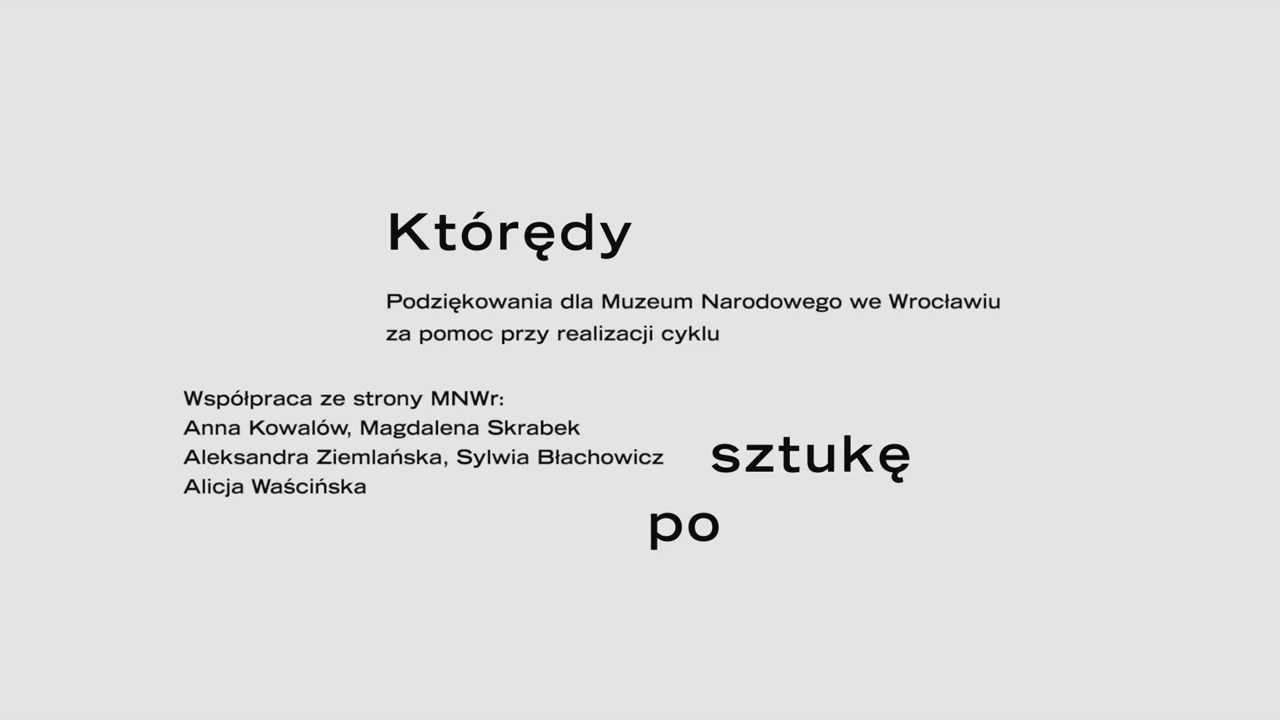 Którędy
Podziękowania dla Muzeum Narodowego we Wrocławiu
za pomoc przy realizacji cyklu
Współpraca ze strony MNWr:
Anna Kowalów, Magdalena Skrabek
Aleksandra Ziemlańska, Sylwia Błachowicz
Alicja Waścińska
sztukę
po